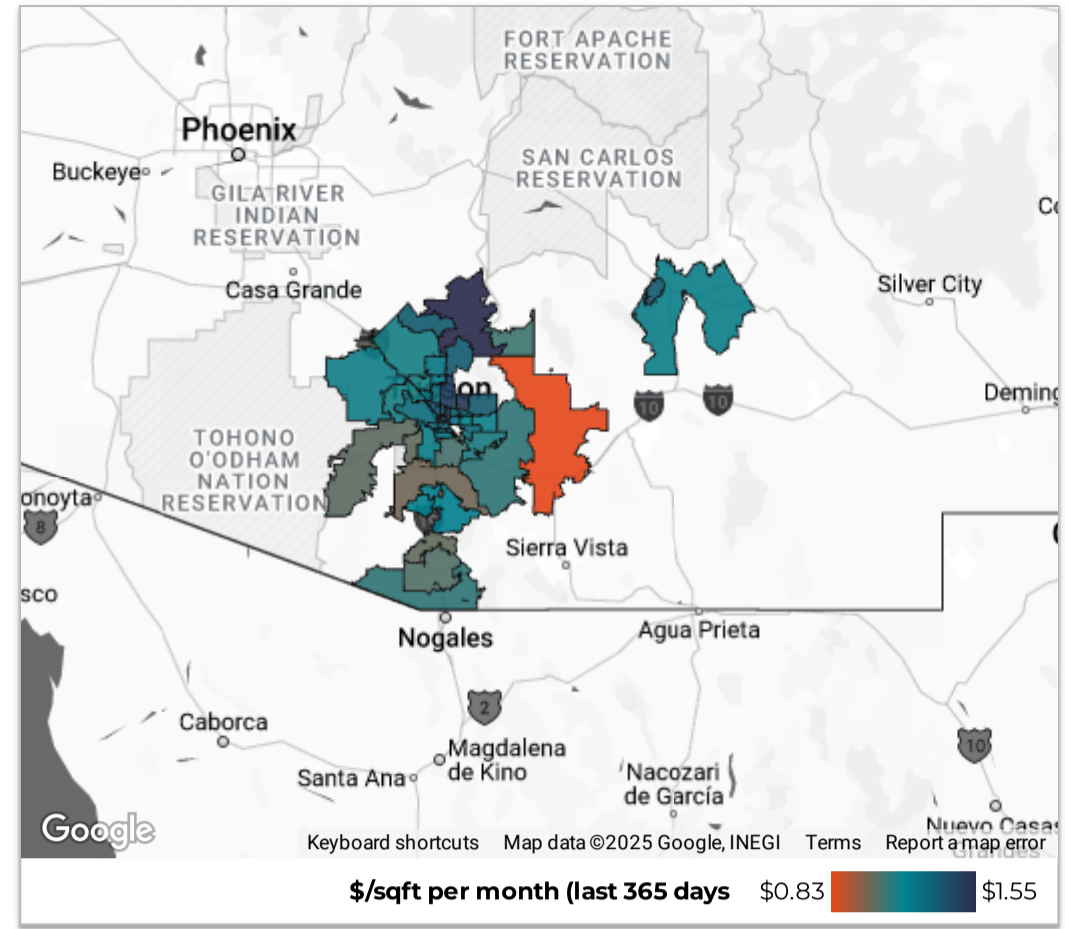 FORT APACHE
RESERVATION
Phoenix
SAN CARLOS
RESERVATION
Buckeye
GILA RIVER
INDIAN
RESERVATION
Casa Grande
Silver City
on
10
10
Deming
TOHONO
O'ODHAM
NATION
RESERVATION
onoyta
8
Sierra Vista
sco
Nogales
Agua Prieta
2
Caborca
Magdalena
de Kino
Santa Ana
Nacozari
de García
10
Nuevo Casas
Grandes
Google
Keyboard shortcuts
Map data ©2025 Google, INEGI
Terms
Report a map error
$/sqft per month (last 365 days
$0.83
$1.55